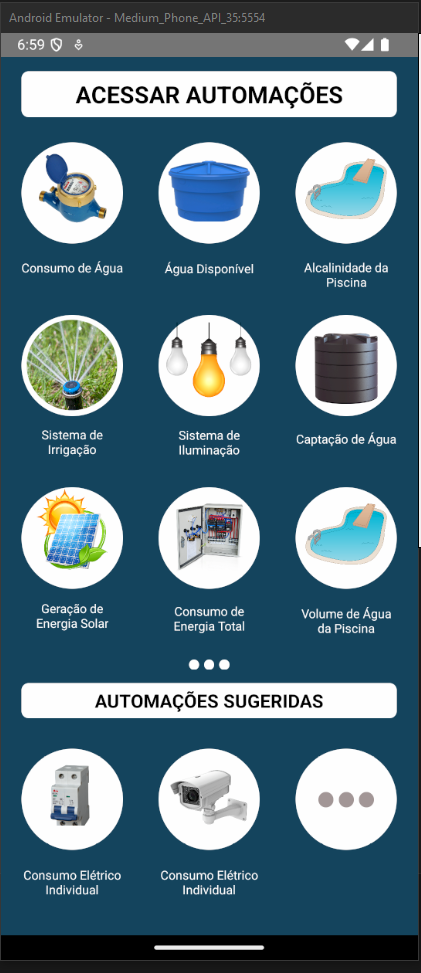 Android Emulator - Medium_Phone_API_35:5554
6:59
ACESSAR AUTOMAÇÕES
Consumo de Água
Água Disponível
Alcalinidade da
Piscina
Sistema de
Irrigação
Sistema de
Iluminação
Captação de Água
Geração de
Energia Solar
Consumo de
Energia Total
Volume de Água
da Piscina
AUTOMAÇÕES SUGERIDAS
Consumo Elétrico
Individual
Consumo Elétrico
Individual